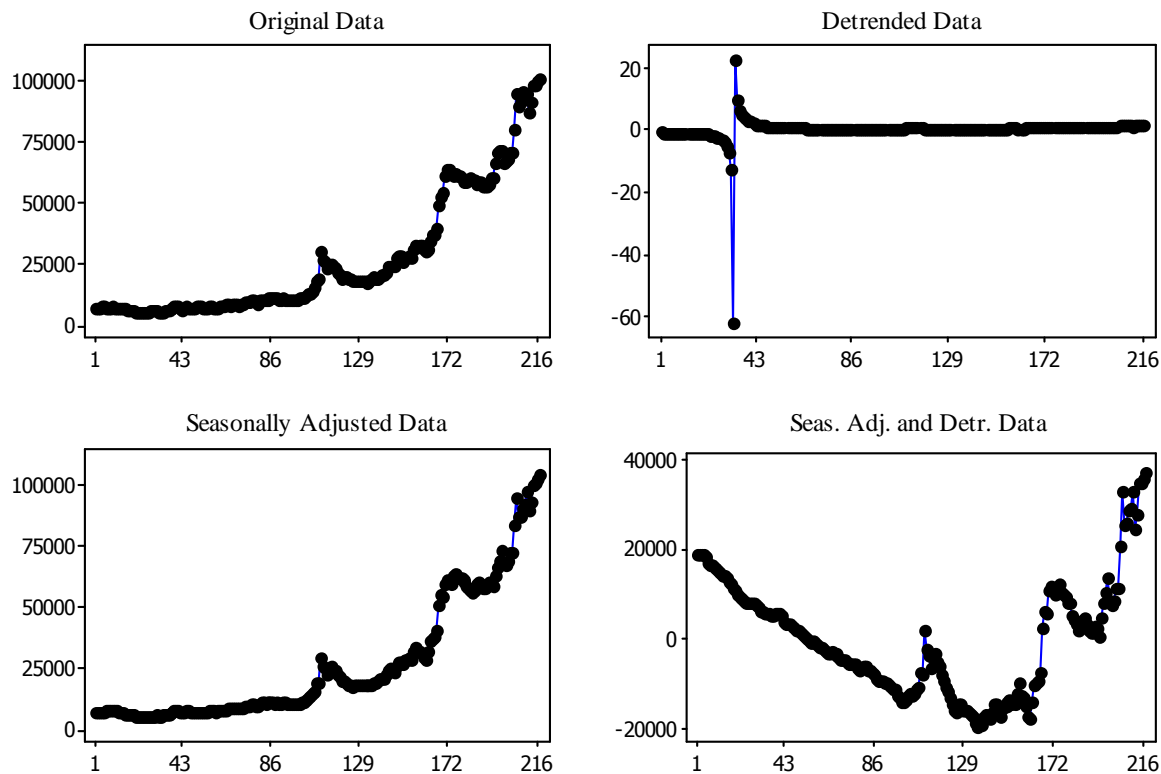 Original Data
Detrended Data
100000
75000
50000
25000
0
1 43 86 129 172 216
20
0
-20
-40
-60
1 43 86 129 172 216
Seasonally Adjusted Data
Seas. Adj. and Detr. Data
100000
75000
50000
25000
0
1 43 86 129 172 216
40000
20000
0
-20000
1 43 86 129 172 216